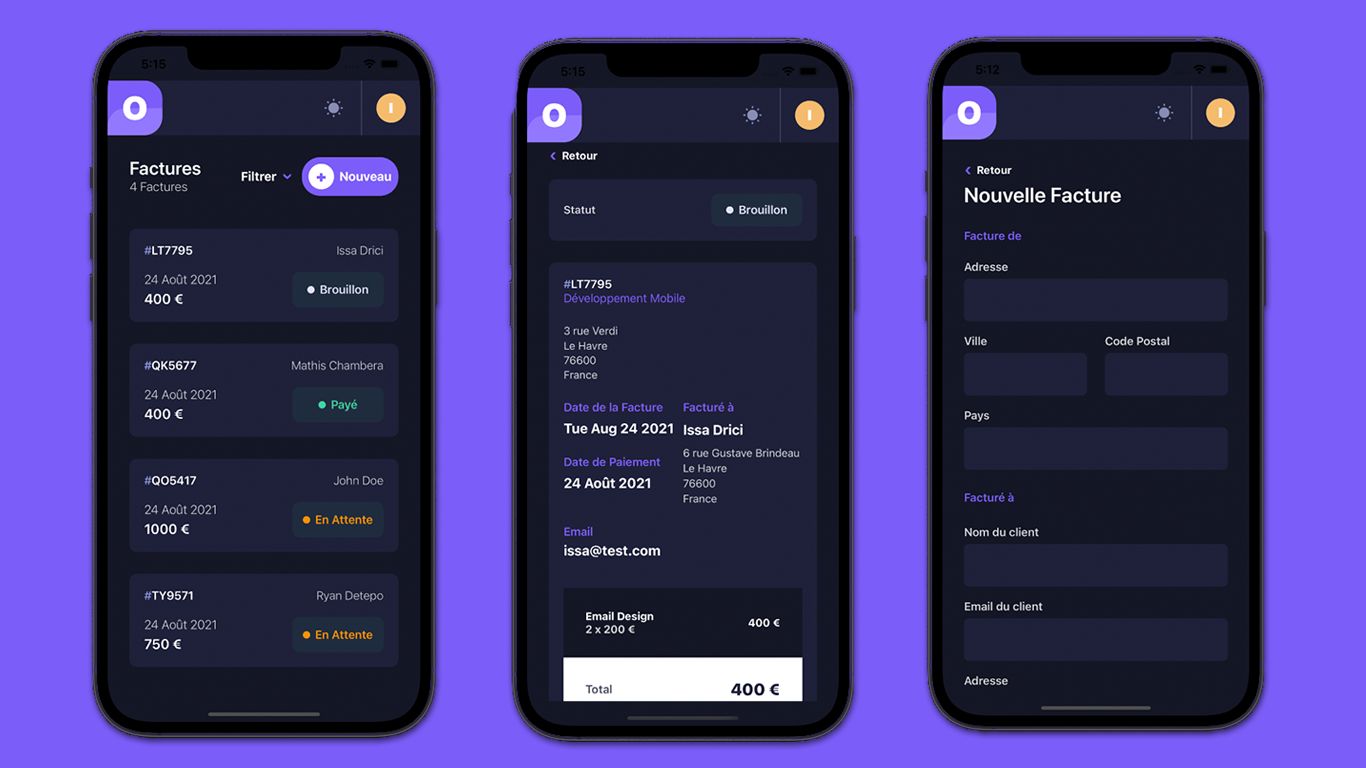 5:15
O
I
Factures
4 Factures
Filtrer
Nouveau
#LT7795
Issa Drici
24 Août 2021
400 €
Brouillon
#QK5677
Mathis Chambera
24 Août 2021
400 €
Payé
#QO5417
John Doe
24 Août 2021
1000 €
En Attente
#TY9571
Ryan Detepo
24 Août 2021
750 €
En Attente
5:15
O
I
Retour
Statut
Brouillon
#LT7795
Développement Mobile
3 rue Verdi
Le Havre
76600
France
Date de la Facture
Tue Aug 24 2021
Date de Paiement
24 Août 2021
Facturé à
Issa Drici
6 rue Gustave Brindeau
Le Havre
76600
France
Email
issa@test.com
Email Design
2 x 200 €
400 €
Total
400 €
5:12
O
I
Retour
Nouvelle Facture
Facture de
Adresse
Ville
Code Postal
Pays
Facturé à
Nom du client
Email du client
Adresse